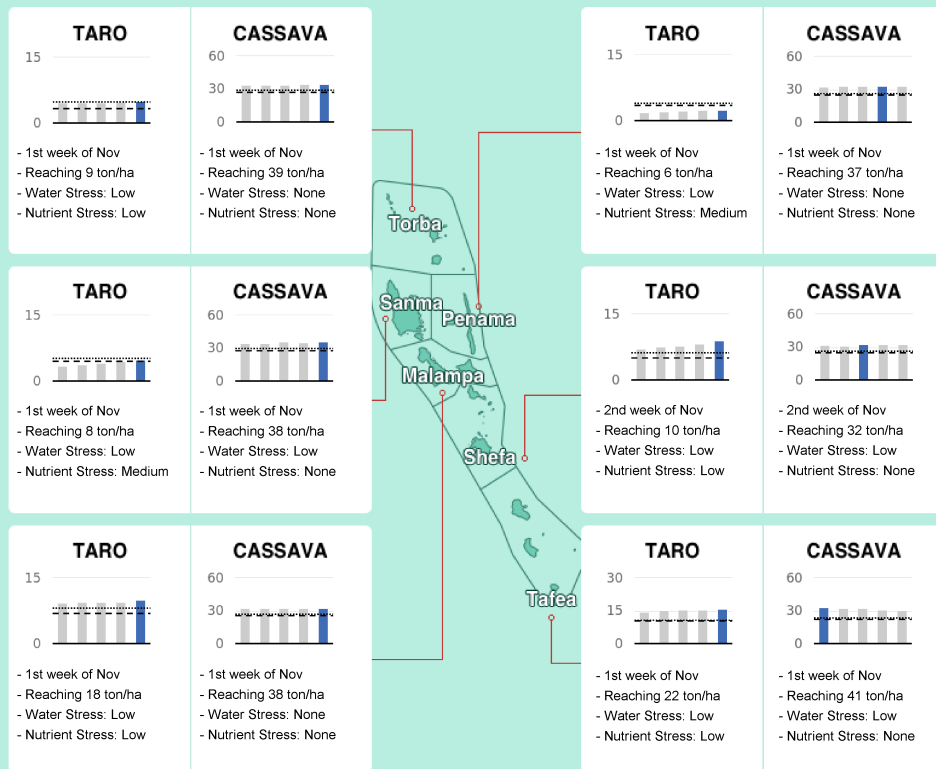 TARO
15
0
- 1st week of Nov
- Reaching 9 ton/ha
- Water Stress: Low
- Nutrient Stress: Low
CASSAVA
60
30
0
- 1st week of Nov
- Reaching 39 ton/ha
- Water Stress: None
- Nutrient Stress: None
TARO
15
0
- 1st week of Nov
- Reaching 6 ton/ha
- Water Stress: Low
- Nutrient Stress: Medium
CASSAVA
60
30
0
- 1st week of Nov
- Reaching 37 ton/ha
- Water Stress: None
- Nutrient Stress: None
Torba
Sanma
Penama
Malampa
Shefa
Tafea
TARO
15
0
- 1st week of Nov
- Reaching 8 ton/ha
- Water Stress: Low
- Nutrient Stress: Medium
CASSAVA
60
30
0
- 1st week of Nov
- Reaching 38 ton/ha
- Water Stress: Low
- Nutrient Stress: None
TARO
15
0
- 2nd week of Nov
- Reaching 10 ton/ha
- Water Stress: Low
- Nutrient Stress: Low
CASSAVA
60
30
0
- 2nd week of Nov
- Reaching 32 ton/ha
- Water Stress: Low
- Nutrient Stress: None
TARO
15
0
- 1st week of Nov
- Reaching 18 ton/ha
- Water Stress: Low
- Nutrient Stress: Low
CASSAVA
60
30
0
- 1st week of Nov
- Reaching 38 ton/ha
- Water Stress: None
- Nutrient Stress: None
TARO
30
15
0
- 1st week of Nov
- Reaching 22 ton/ha
- Water Stress: Low
- Nutrient Stress: Low
CASSAVA
60
30
0
- 1st week of Nov
- Reaching 41 ton/ha
- Water Stress: Low
- Nutrient Stress: None